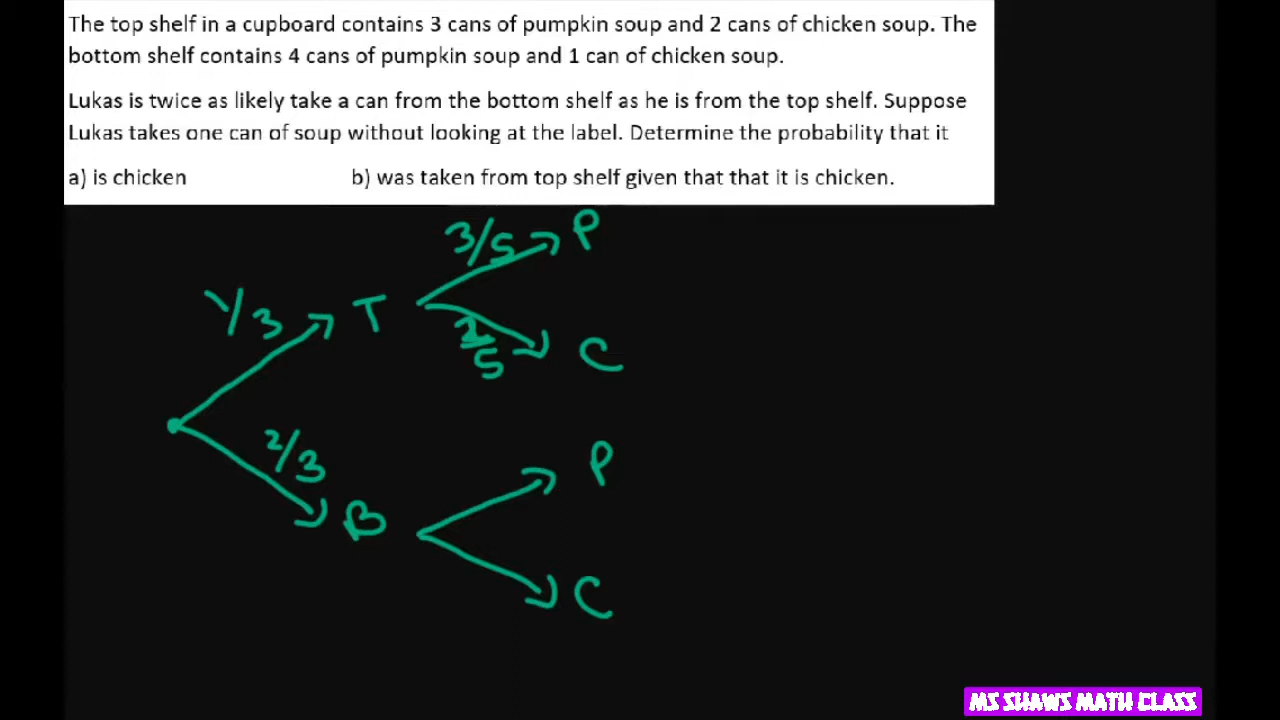 The top shelf in a cupboard contains 3 cans of pumpkin soup and 2 cans of chicken soup. The
bottom shelf contains 4 cans of pumpkin soup and 1 can of chicken soup.
Lukas is twice as likely take a can from the bottom shelf as he is from the top shelf. Suppose
Lukas takes one can of soup without looking at the label. Determine the probability that it
a) is chicken b) was taken from top shelf given that that it is chicken.
3/5 P
1/3 T
2/5 C
2/3 P
B
C
MS SHAWS MATH CLASS